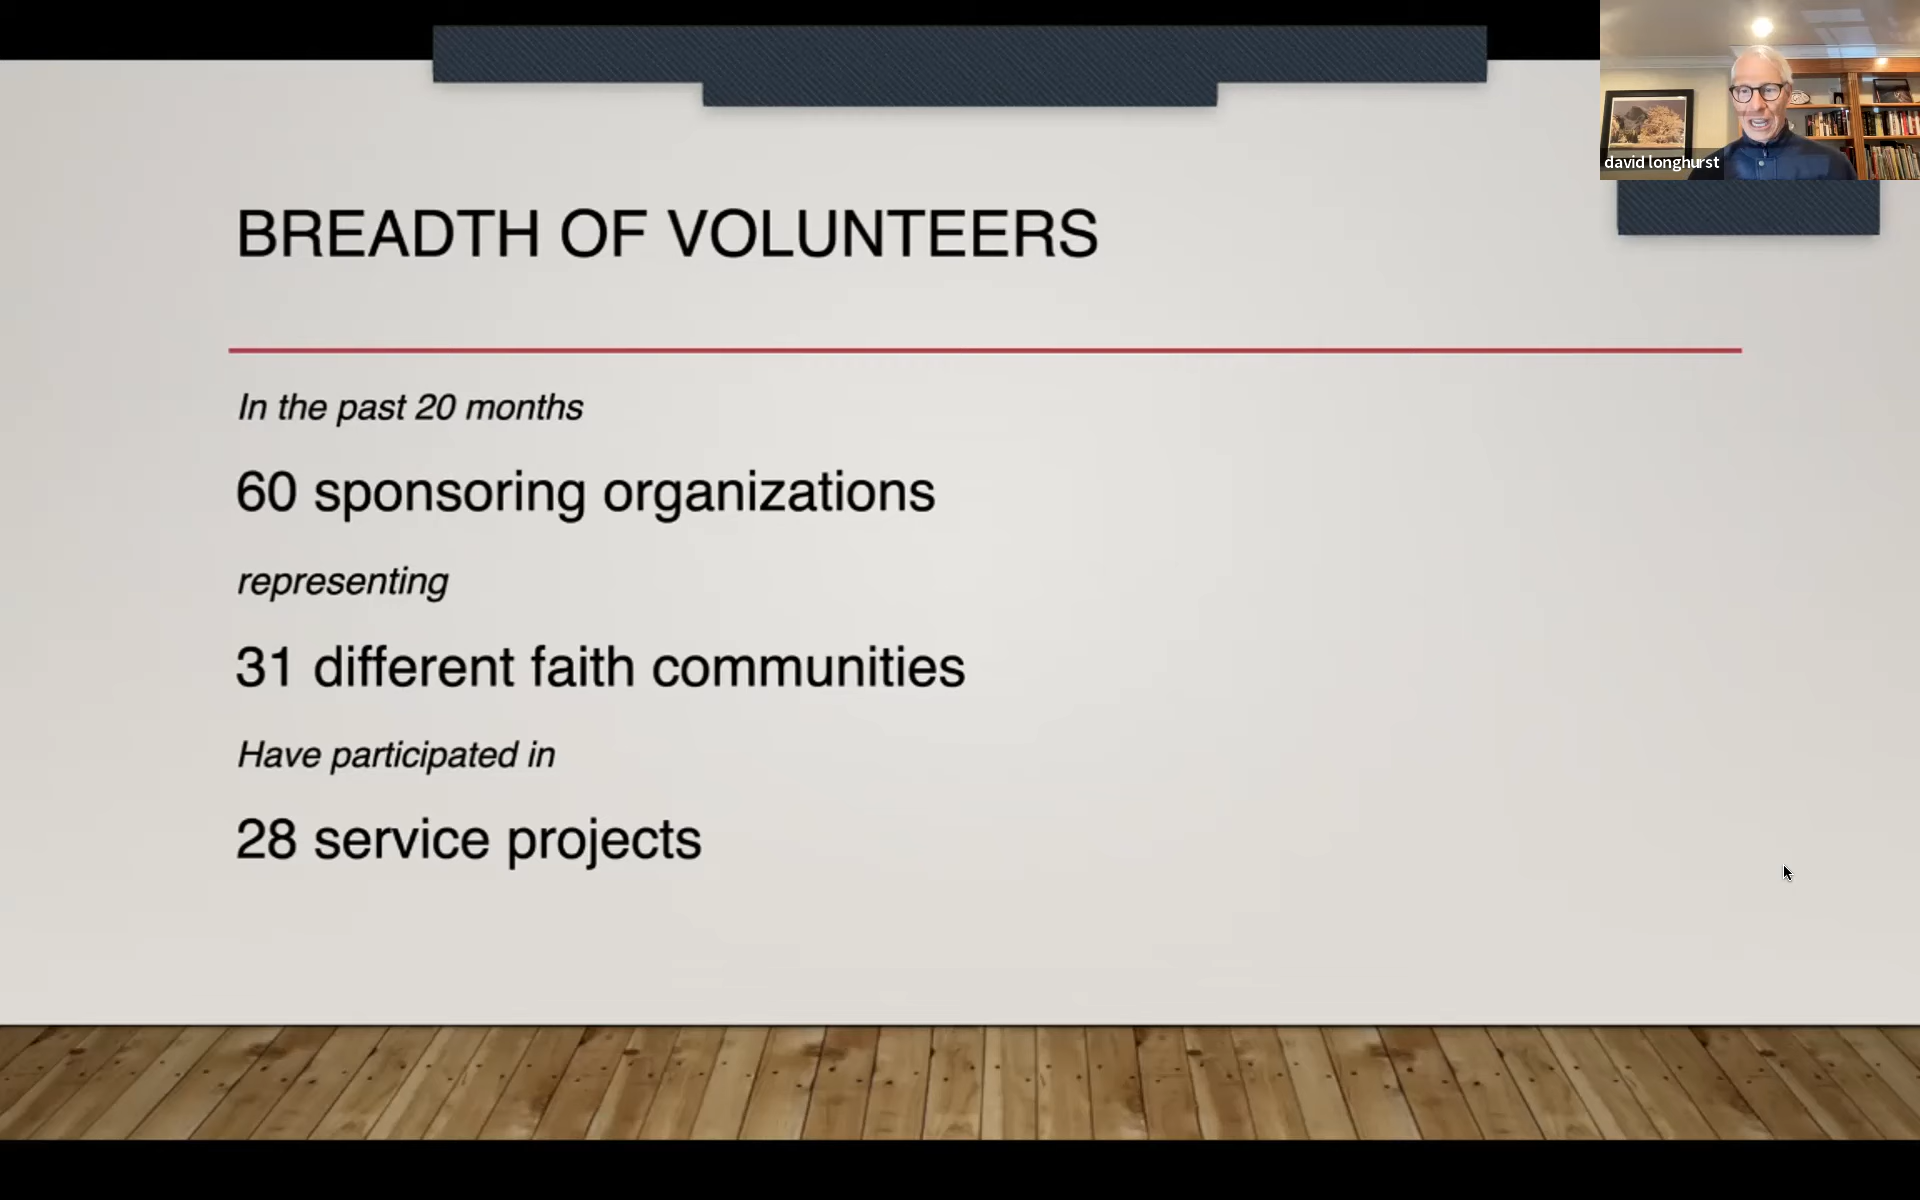 BREADTH OF VOLUNTEERS
In the past 20 months
60 sponsoring organizations
representing
31 different faith communities
Have participated in
28 service projects
david longhurst